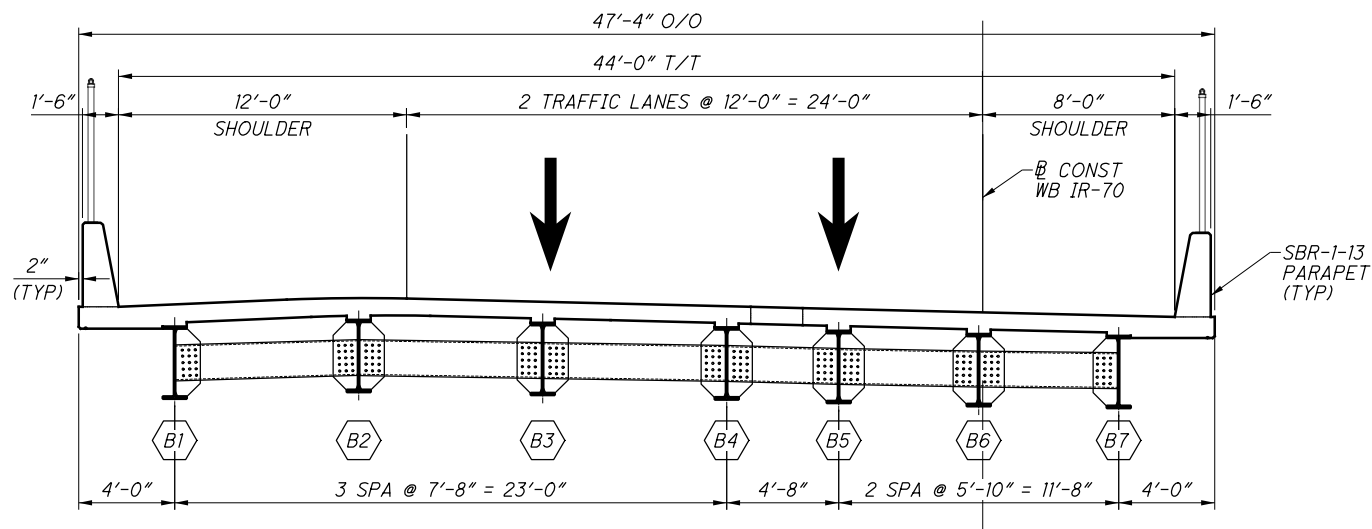 47'-4" O/O
44'-0" T/T
1'-6"
12'-0"
SHOULDER
2 TRAFFIC LANES @ 12'-0" = 24'-0"
8'-0"
SHOULDER
1'-6"
℄ CONST
WB IR-70
2"
(TYP)
SBR-1-13
PARAPET
(TYP)
B1
B2
B3
B4
B5
B6
B7
4'-0"
3 SPA @ 7'-8" = 23'-0"
4'-8"
2 SPA @ 5'-10" = 11'-8"
4'-0"